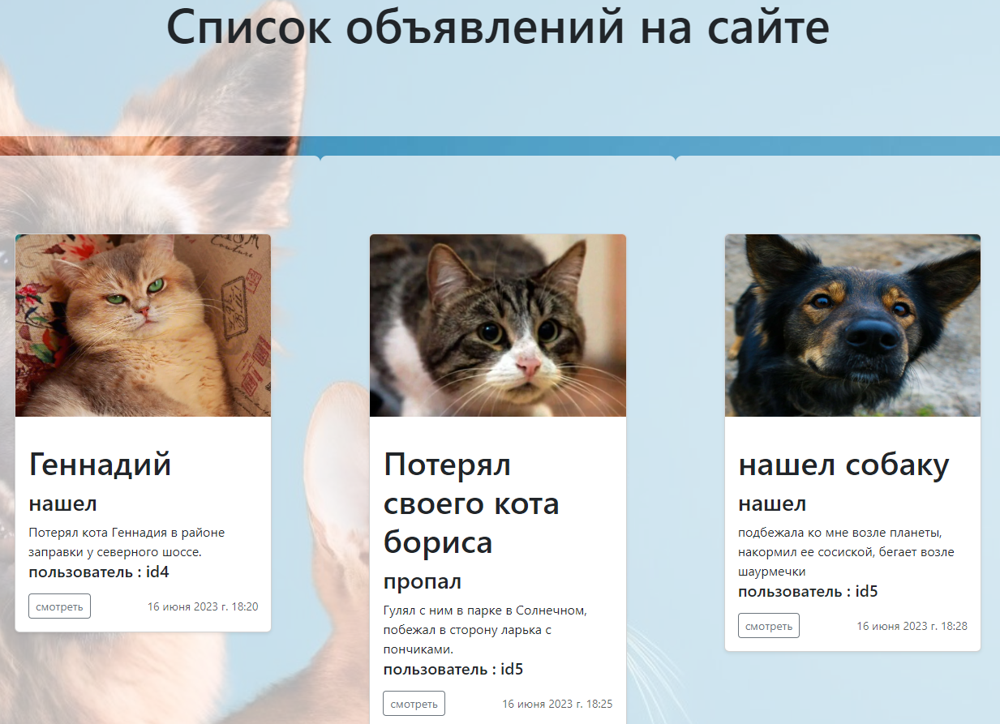 Список объявлений на сайте
Геннадий
нашел
Потерял кота Геннадия в районе
заправки у северного шоссе.
пользователь : id4
смотреть
16 июня 2023 г. 18:20
Потерял
своего кота
бориса
пропал
Гулял с ним в парке в Солнечном,
побежал в сторону ларька с
пончиками.
пользователь : id5
смотреть
16 июня 2023 г. 18:25
нашел собаку
нашел
подбежала ко мне возле планеты,
накормил ее сосиской, бегает возле
шаурмечки
пользователь : id5
смотреть
16 июня 2023 г. 18:28